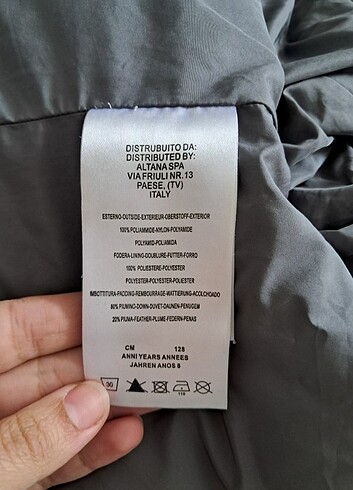 DISTRUBUITO DA:
DISTRIBUTED BY:
ALTANA SPA
VIA FRIULI NR.13
PAESE, (TV)
ITALY
ESTERNO-OUTSIDE-EXTERIEUR-OBERSTOFF-EXTERIOR
100% POLIAMMIDE-NYLON-POLYAMIDE
POLYAMID-POLIAMIDA
FODERA-LINING-DOUBLURE-FUTTER-FORRO
100% POLIESTERE-POLYESTER
POLYESTER-POLYESTER-POLIESTER
IMBOTTITURA-PADDING-REMBOURRAGE-WATTIERUNG-ACOLCHOADO
80% PIUMINO-DOWN-DUVET-DAUNEN-PENUGEM
20% PIUMA-FEATHER-PLUME-FEDERN-PENAS
CM 128
ANNI YEARS ANNEES
JAHREN ANOS 8
30
110